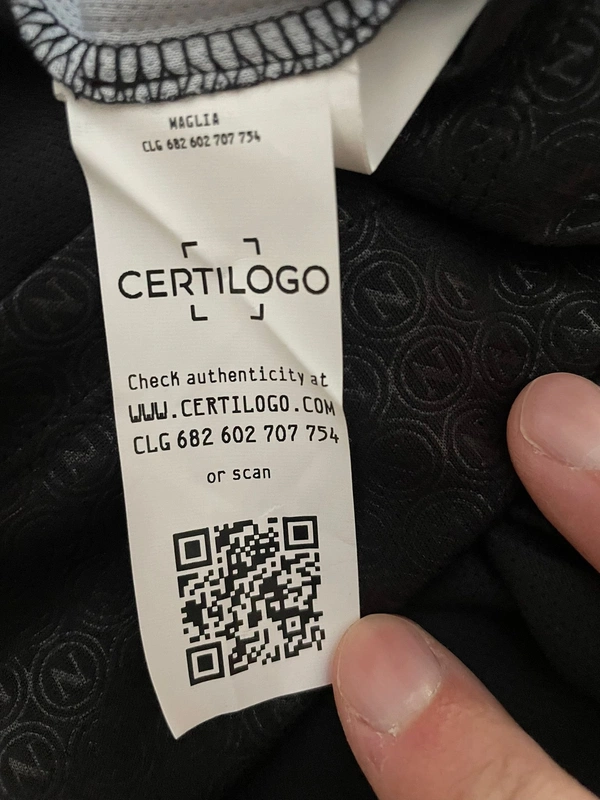 MAGLIA
CLG 682 602 707 754
CERTILOGO
Check authenticity at
WWW.CERTILOGO.COM
CLG 682 602 707 754
or scan
N
N
N
N
N
N
N